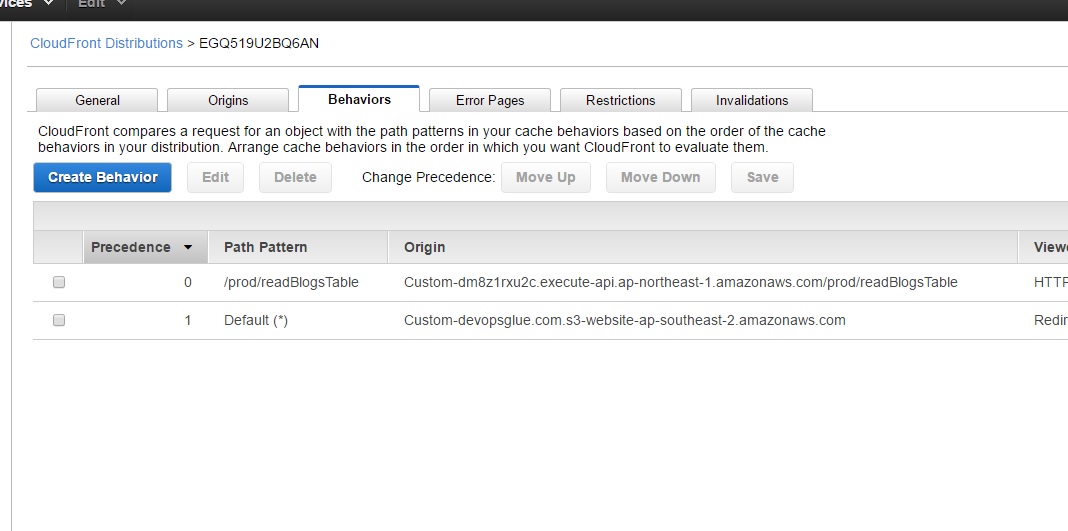 Edit
CloudFront Distributions > EGQ519U2BQ6AN
General Origins Behaviors Error Pages Restrictions Invalidations
CloudFront compares a request for an object with the path patterns in your cache behaviors based on the order of the cache
behaviors in your distribution. Arrange cache behaviors in the order in which you want CloudFront to evaluate them.
Create Behavior Edit Delete Change Precedence: Move Up Move Down Save
Precedence Path Pattern Origin
0 /prod/readBlogsTable Custom-dm8z1rxu2c.execute-api.ap-northeast-1.amazonaws.com/prod/readBlogsTable
1 Default (*) Custom-devopsglue.com.s3-website-ap-southeast-2.amazonaws.com